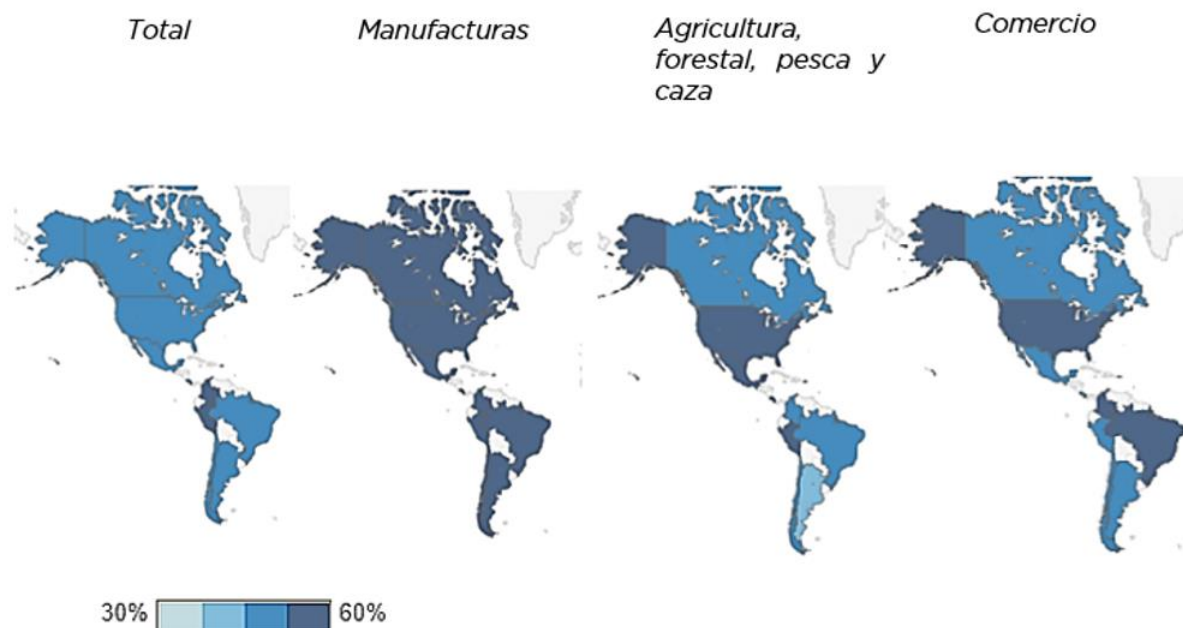 Total
Manufacturas
Agricultura,
forestal, pesca y
caza
Comercio
30%
60%